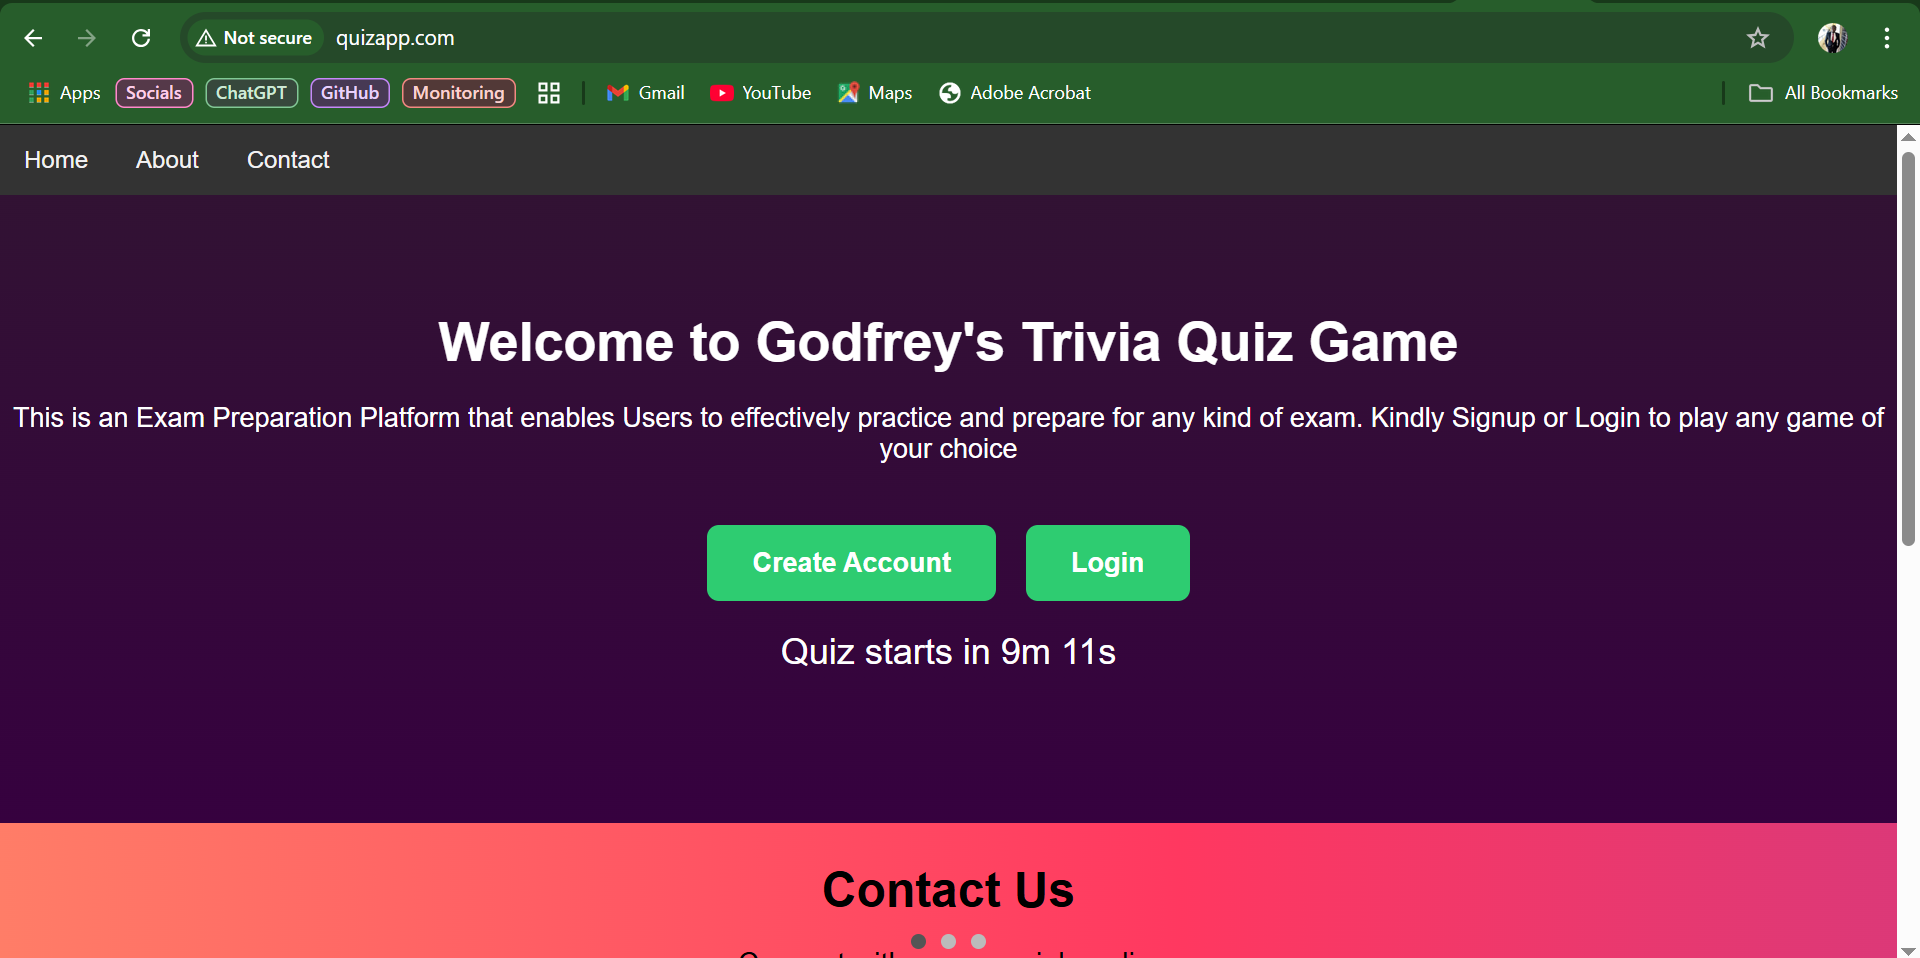 Not secure quizapp.com
Apps Socials ChatGPT GitHub Monitoring Gmail YouTube Maps Adobe Acrobat All Bookmarks
Home About Contact
Welcome to Godfrey's Trivia Quiz Game
This is an Exam Preparation Platform that enables Users to effectively practice and prepare for any kind of exam. Kindly Signup or Login to play any game of
your choice
Create Account Login
Quiz starts in 9m 11s
Contact Us